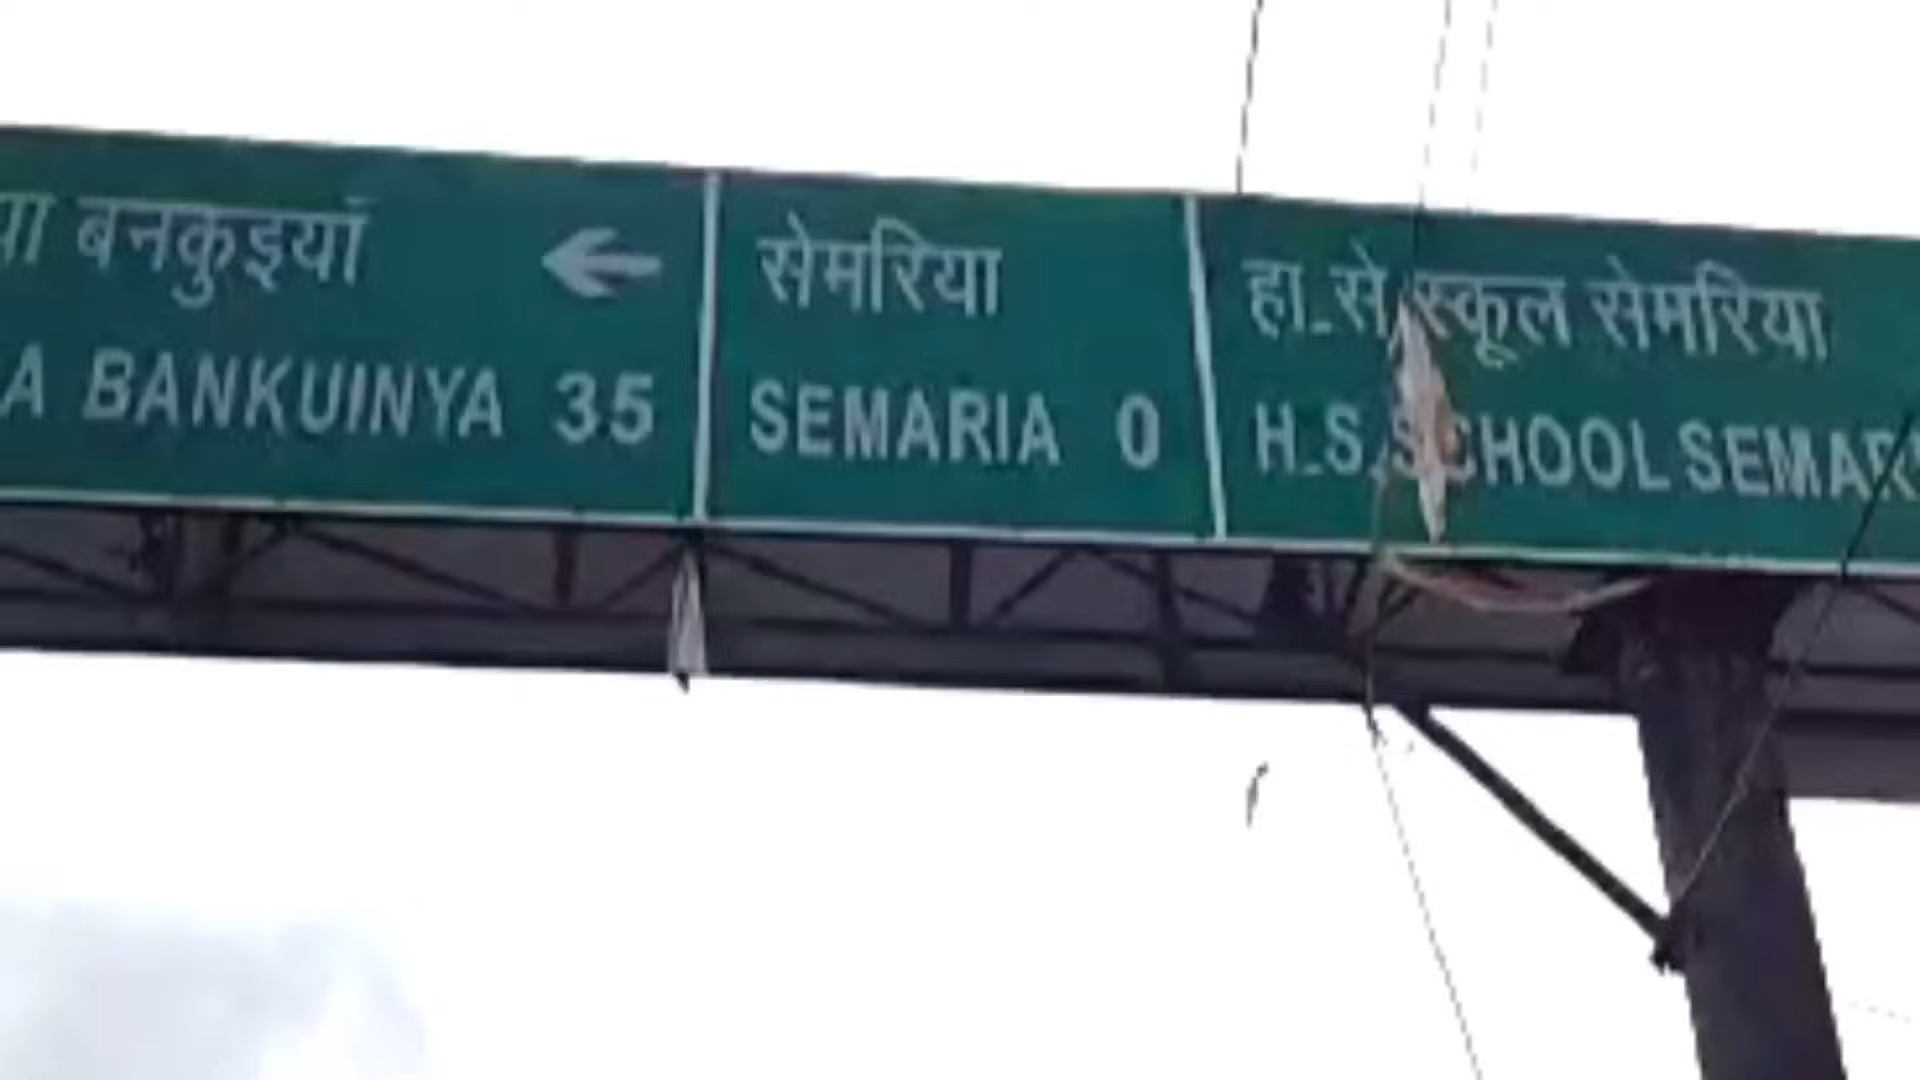 बनकुइयाॅ
BANKUINYA 35
सेमरिया
SEMARIA 0
हा.से. स्कूल सेमरिया
H.S. SCHOOL SEMAR